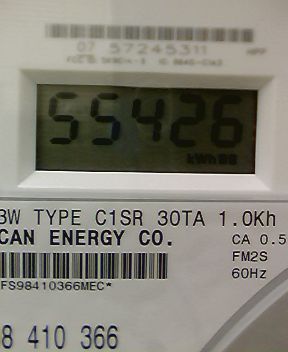 07 57245311
55426
kWh
3W TYPE C1SR 30TA 1.0Kh
CAN ENERGY CO.
CA 0.5
FM2S
60Hz
FS98410366MEC*
8 410 366